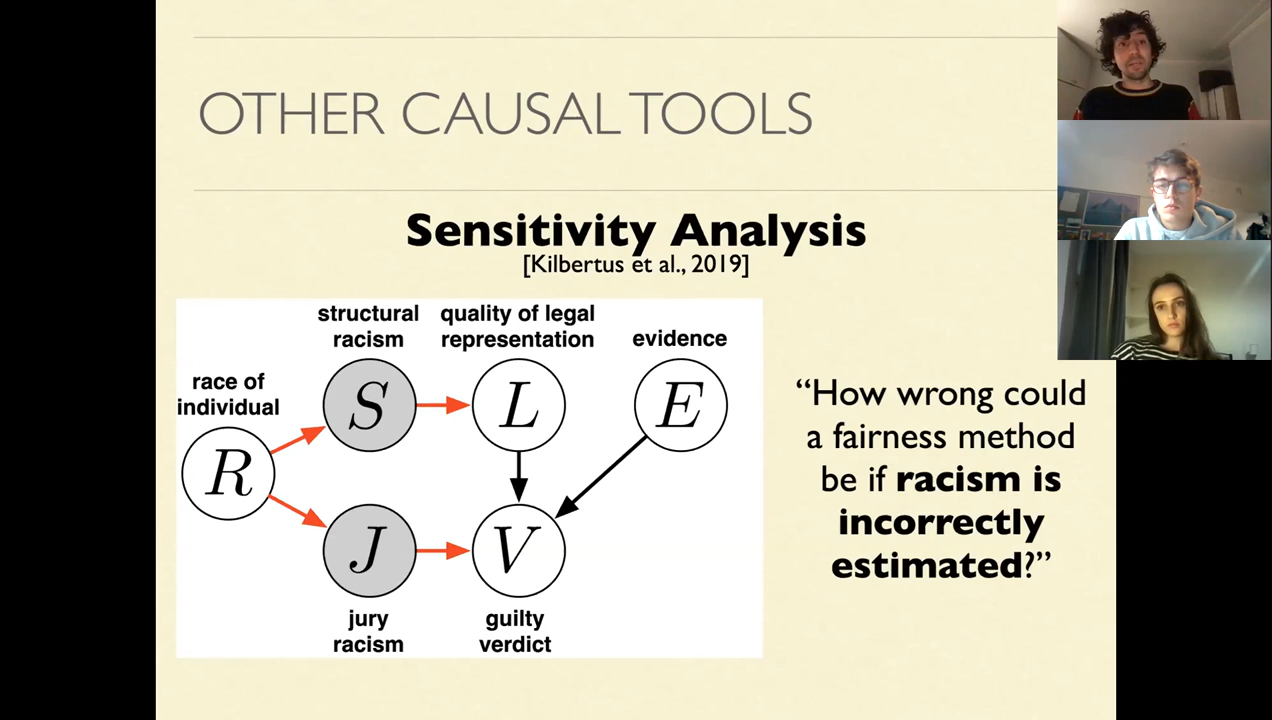 OTHER CAUSAL TOOLS
Sensitivity Analysis
[Kilbertus et al., 2019]
structural
racism
quality of legal
representation
evidence
race of
individual
S
L
E
R
J
V
jury
racism
guilty
verdict
“How wrong could
a fairness method
be if racism is
incorrectly
estimated?”